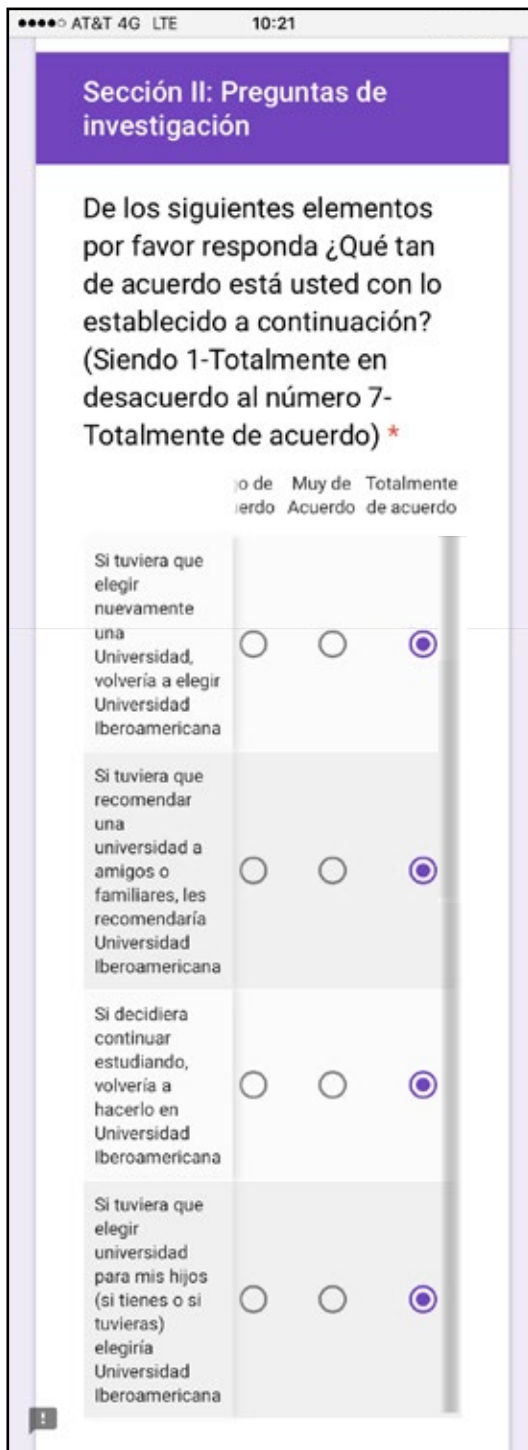 AT&T 4G LTE 10:21
Sección II: Preguntas de
investigación
De los siguientes elementos
por favor responda ¿Qué tan
de acuerdo está usted con lo
establecido a continuación?
(Siendo 1-Totalmente en
desacuerdo al número 7-
Totalmente de acuerdo) *
de Muy de Totalmente
Acuerdo de acuerdo
Si tuviera que
elegir
nuevamente
una
Universidad,
volvería a elegir
Universidad
Iberoamericana
Si tuviera que
recomendar
una
universidad a
amigos o
familiares, les
recomendaría
Universidad
Iberoamericana
Si decidiera
continuar
estudiando,
volvería a
hacerlo en
Universidad
Iberoamericana
Si tuviera que
elegir
universidad
para mis hijos
(si tienes o si
tuvieras)
elegiría
Universidad
Iberoamericana